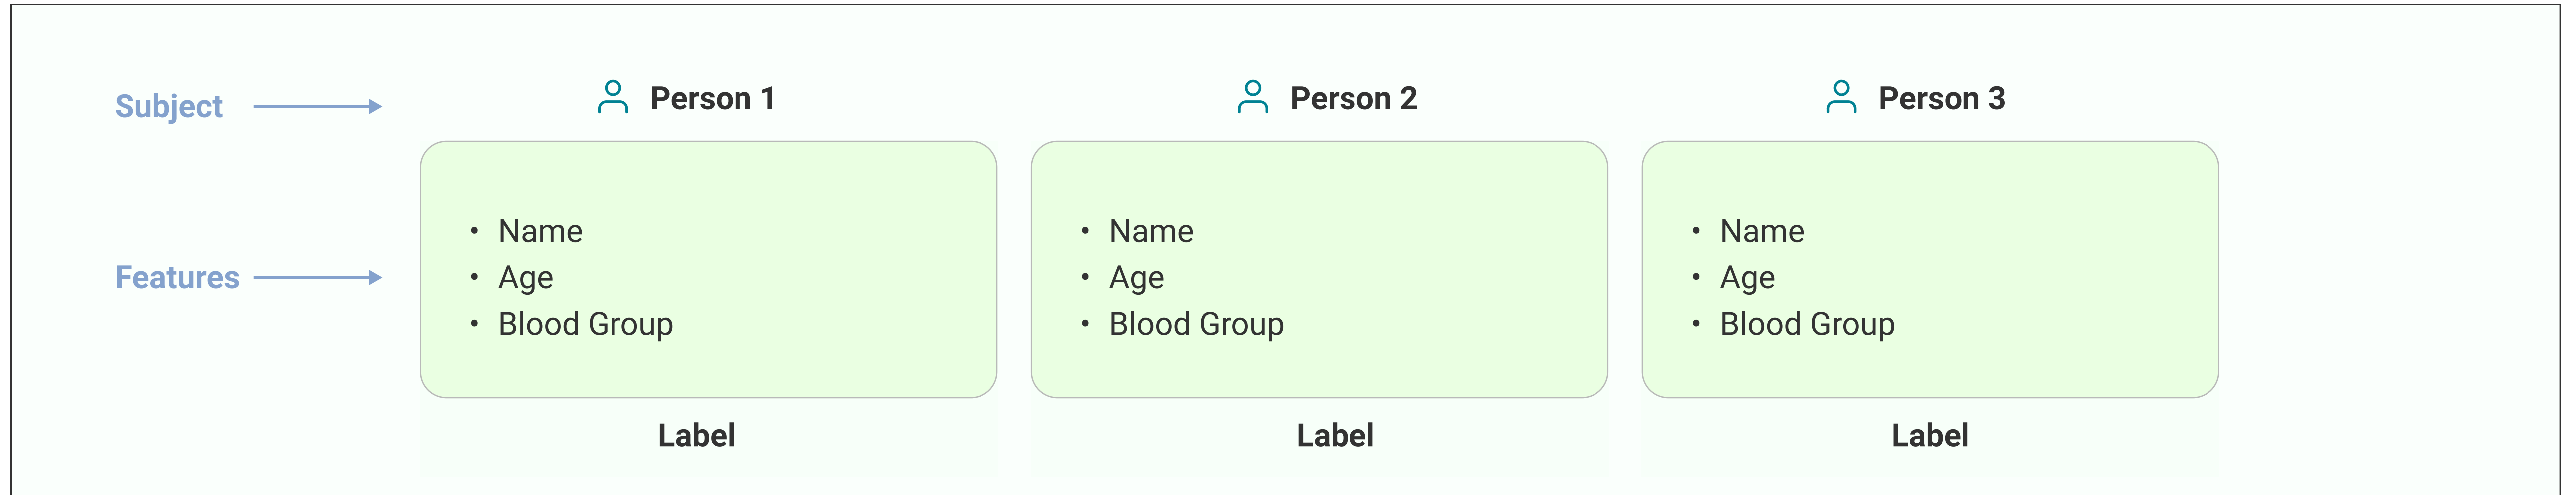 Subject
Person 1
Person 2
Person 3
Features
• Name
• Age
• Blood Group
• Name
• Age
• Blood Group
• Name
• Age
• Blood Group
Label
Label
Label